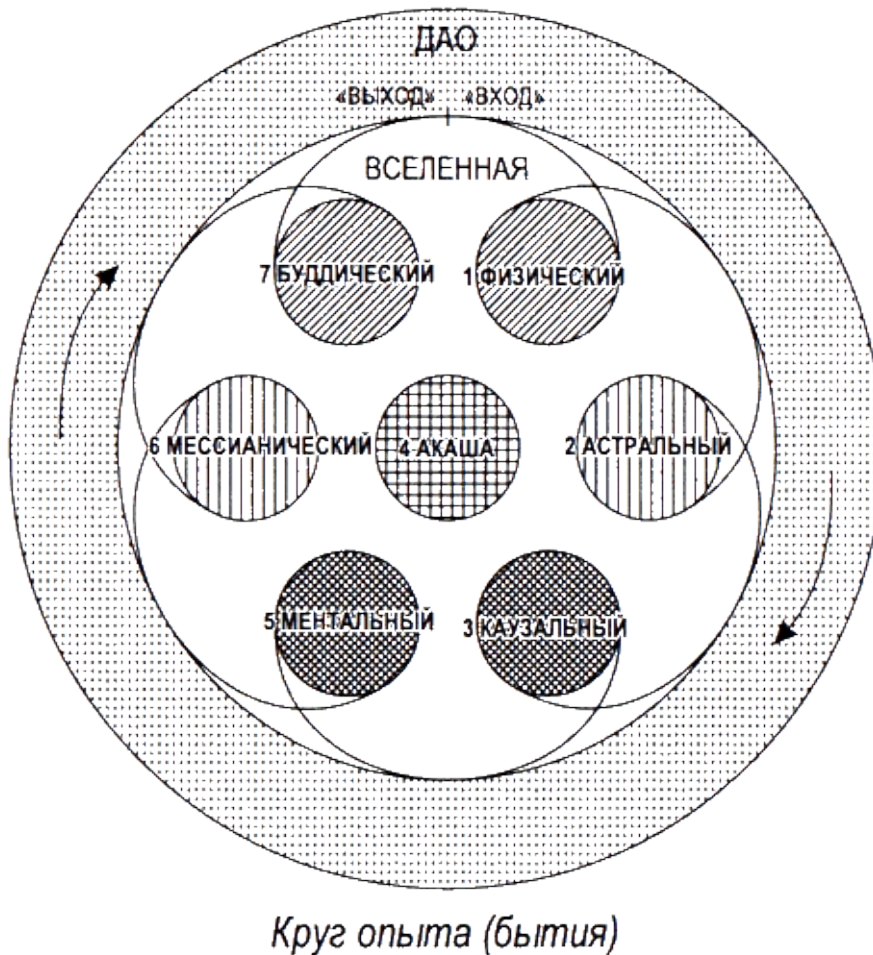 ДАО
«ВЫХОД» «ВХОД»
ВСЕЛЕННАЯ
7 БУДДИЧЕСКИЙ 1 ФИЗИЧЕСКИЙ
6 МЕССИАНИЧЕСКИЙ 4 АКАША 2 АСТРАЛЬНЫЙ
5 МЕНТАЛЬНЫЙ 3 КАУЗАЛЬНЫЙ
Круг опыта (бытия)